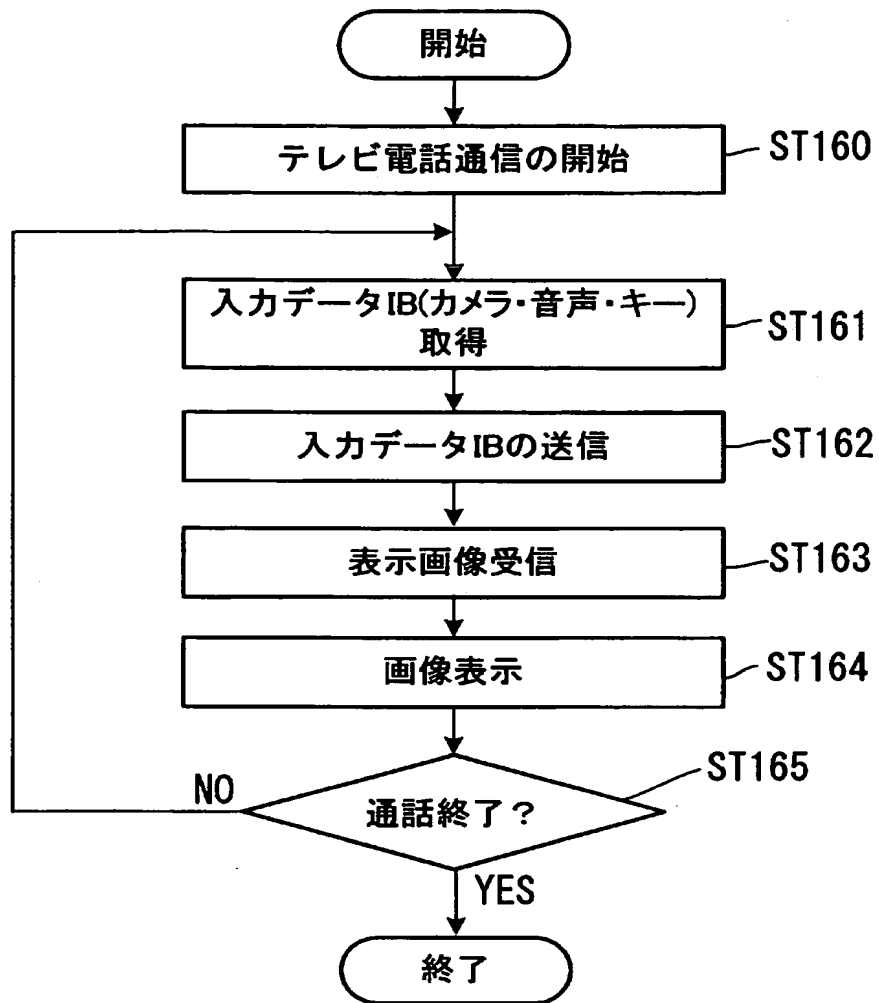 開始
テレビ電話通信の開始
ST160
入力データIB(カメラ・音声・キー)
取得
ST161
入力データIBの送信
ST162
表示画像受信
ST163
画像表示
ST164
通話終了?
ST165
NO
YES
終了